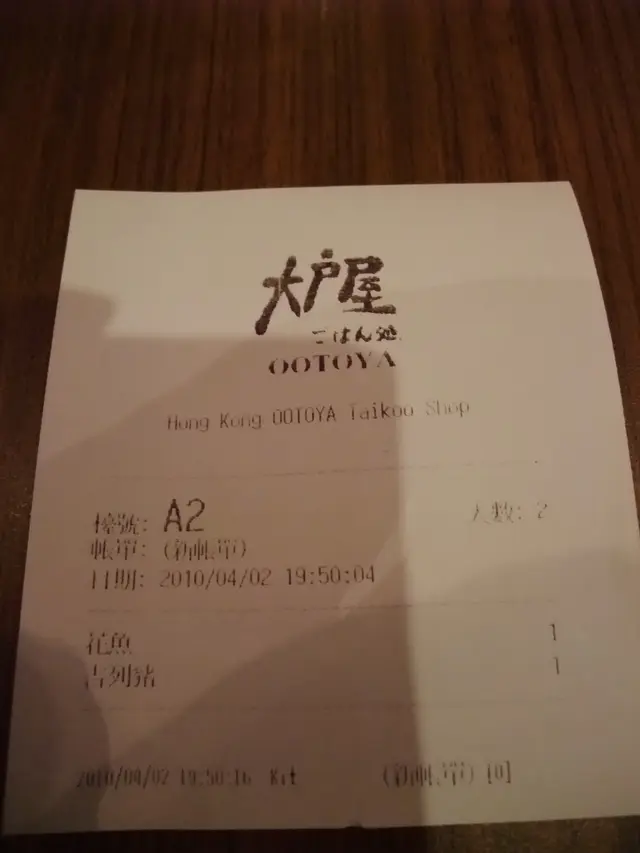 大戸屋
ごはん処
OOTOYA
Hong Kong OOTOYA Taikoo Shop
檯號: A2 人數: 2
帳單: (新帳單)
日期: 2010/04/02 19:50:04
花魚 1
吉列豬 1
2010/04/02 19:50:16 Kit (新帳單) [0]